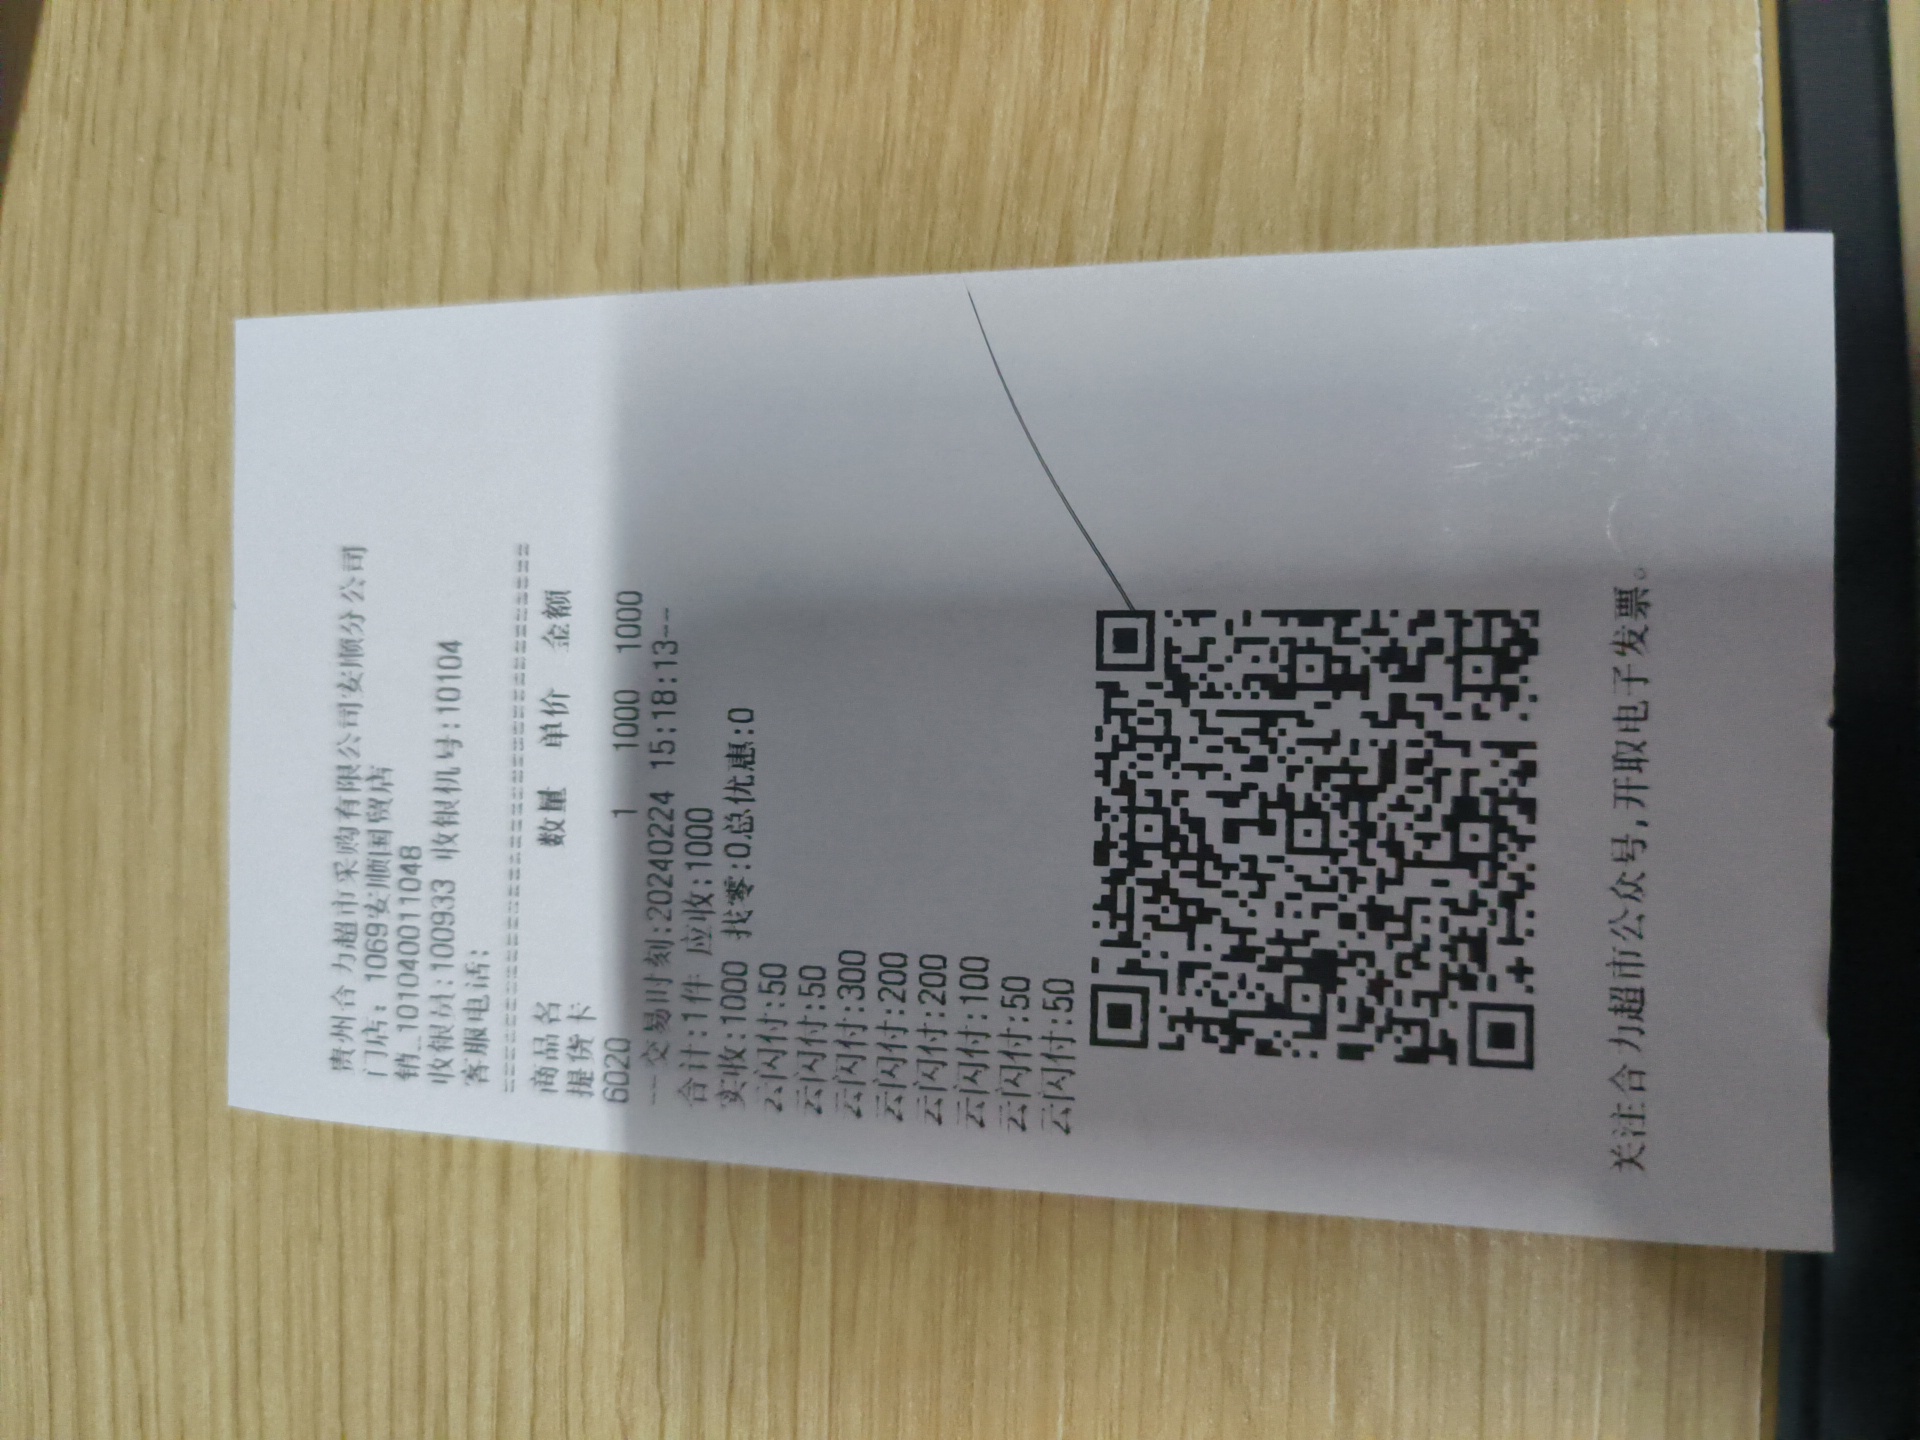 贵州合力超市采购有限公司安顺分公司
门店: 1069安顺国贸店
销_10104001 1048
收银员:100933 收银机号:10104
客服电话:
==============================
商品名 数量 单价 金额
提货卡
6020 1 1000 1000
---交易时刻:20240224 15:18:13--
合计:1件 应收:1000
实收:1000 找零:0总优惠:0
云闪付:50
云闪付:50
云闪付:300
云闪付:200
云闪付:200
云闪付:100
云闪付:50
云闪付:50
关注合力超市公众号,开取电子发票。